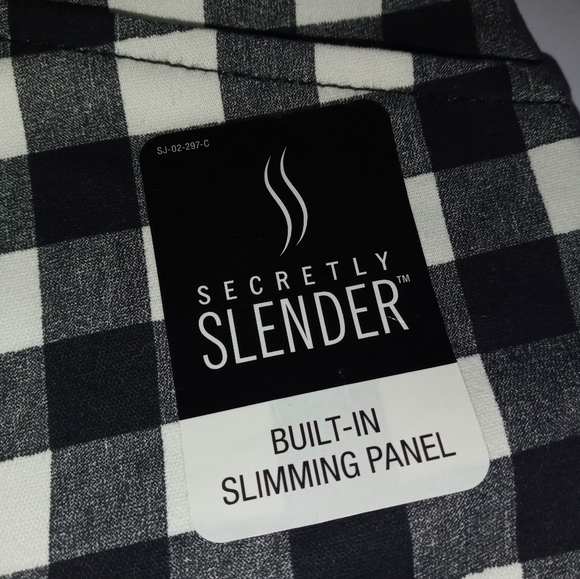 SJ-02-297-C
SECRETLY
SLENDER™
BUILT-IN
SLIMMING PANEL